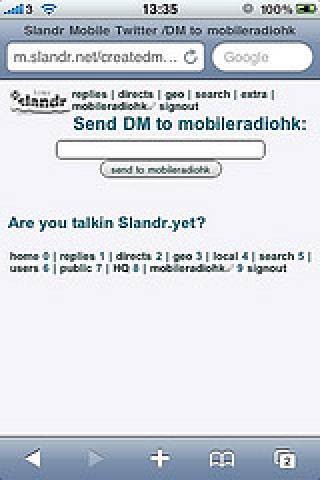 3 13:35 100%
Slandr Mobile Twitter /DM to mobileradiohk
m.slandr.net/createdm... Google
slandr replies | directs | geo | search | extra |
mobileradiohk signout
Send DM to mobileradiohk:
send to mobileradiohk
Are you talkin Slandr.yet?
home 0 | replies 1 | directs 2 | geo 3 | local 4 | search 5 |
users 6 | public 7 | HQ 8 | mobileradiohk 9 signout
2